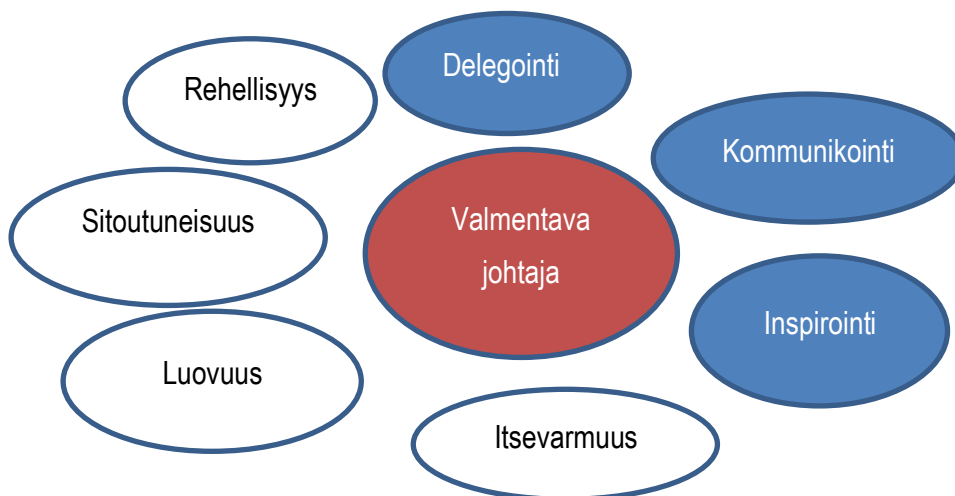 Delegointi
Rehellisyys
Kommunikointi
Sitoutuneisuus
Valmentava
johtaja
Inspirointi
Luovuus
Itsevarmuus